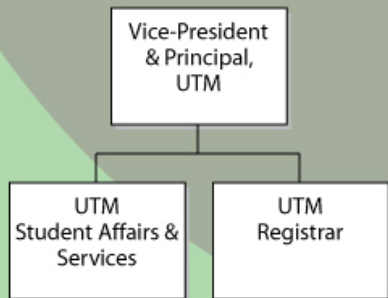 Vice-President
& Principal,
UTM
UTM
Student Affairs &
Services
UTM
Registrar